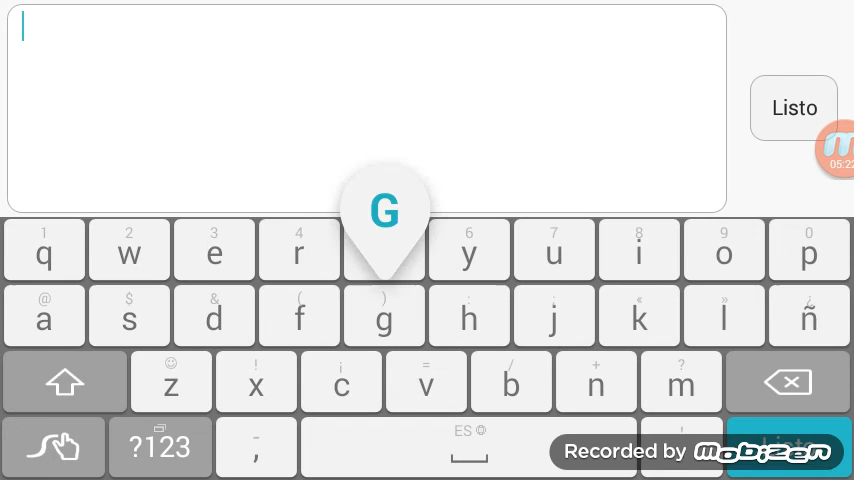 Listo
05:22
G
1 2 3 4 6 7 8 9 0
q w e r y u i o p
@ $ & ( ) : ; « » ¿
a s d f g h j k l ñ
! ¡ = / + ?
z x c v b n m
ES
?123 , -
Recorded by mobizen